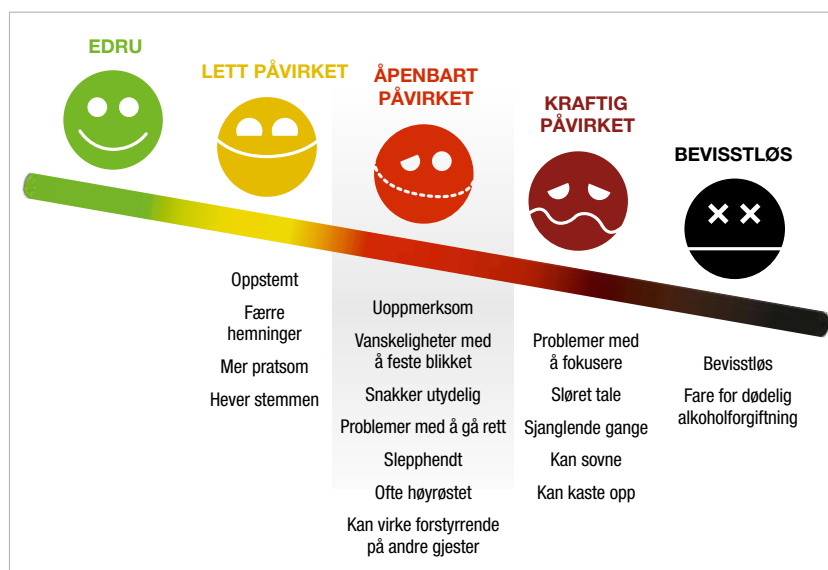 EDRU
LETT PÅVIRKET
ÅPENBART
PÅVIRKET
KRAFTIG
PÅVIRKET
BEVISSTLØS
Oppstemt
Færre
hemninger
Mer pratsom
Hever stemmen
Uoppmerksom
Vanskeligheter med
å feste blikket
Snakker utydelig
Problemer med å gå rett
Slepphendt
Ofte høyrøstet
Kan virke forstyrrende
på andre gjester
Problemer med
å fokusere
Sløret tale
Sjanglende gange
Kan sovne
Kan kaste opp
Bevisstløs
Fare for dødelig
alkoholforgiftning